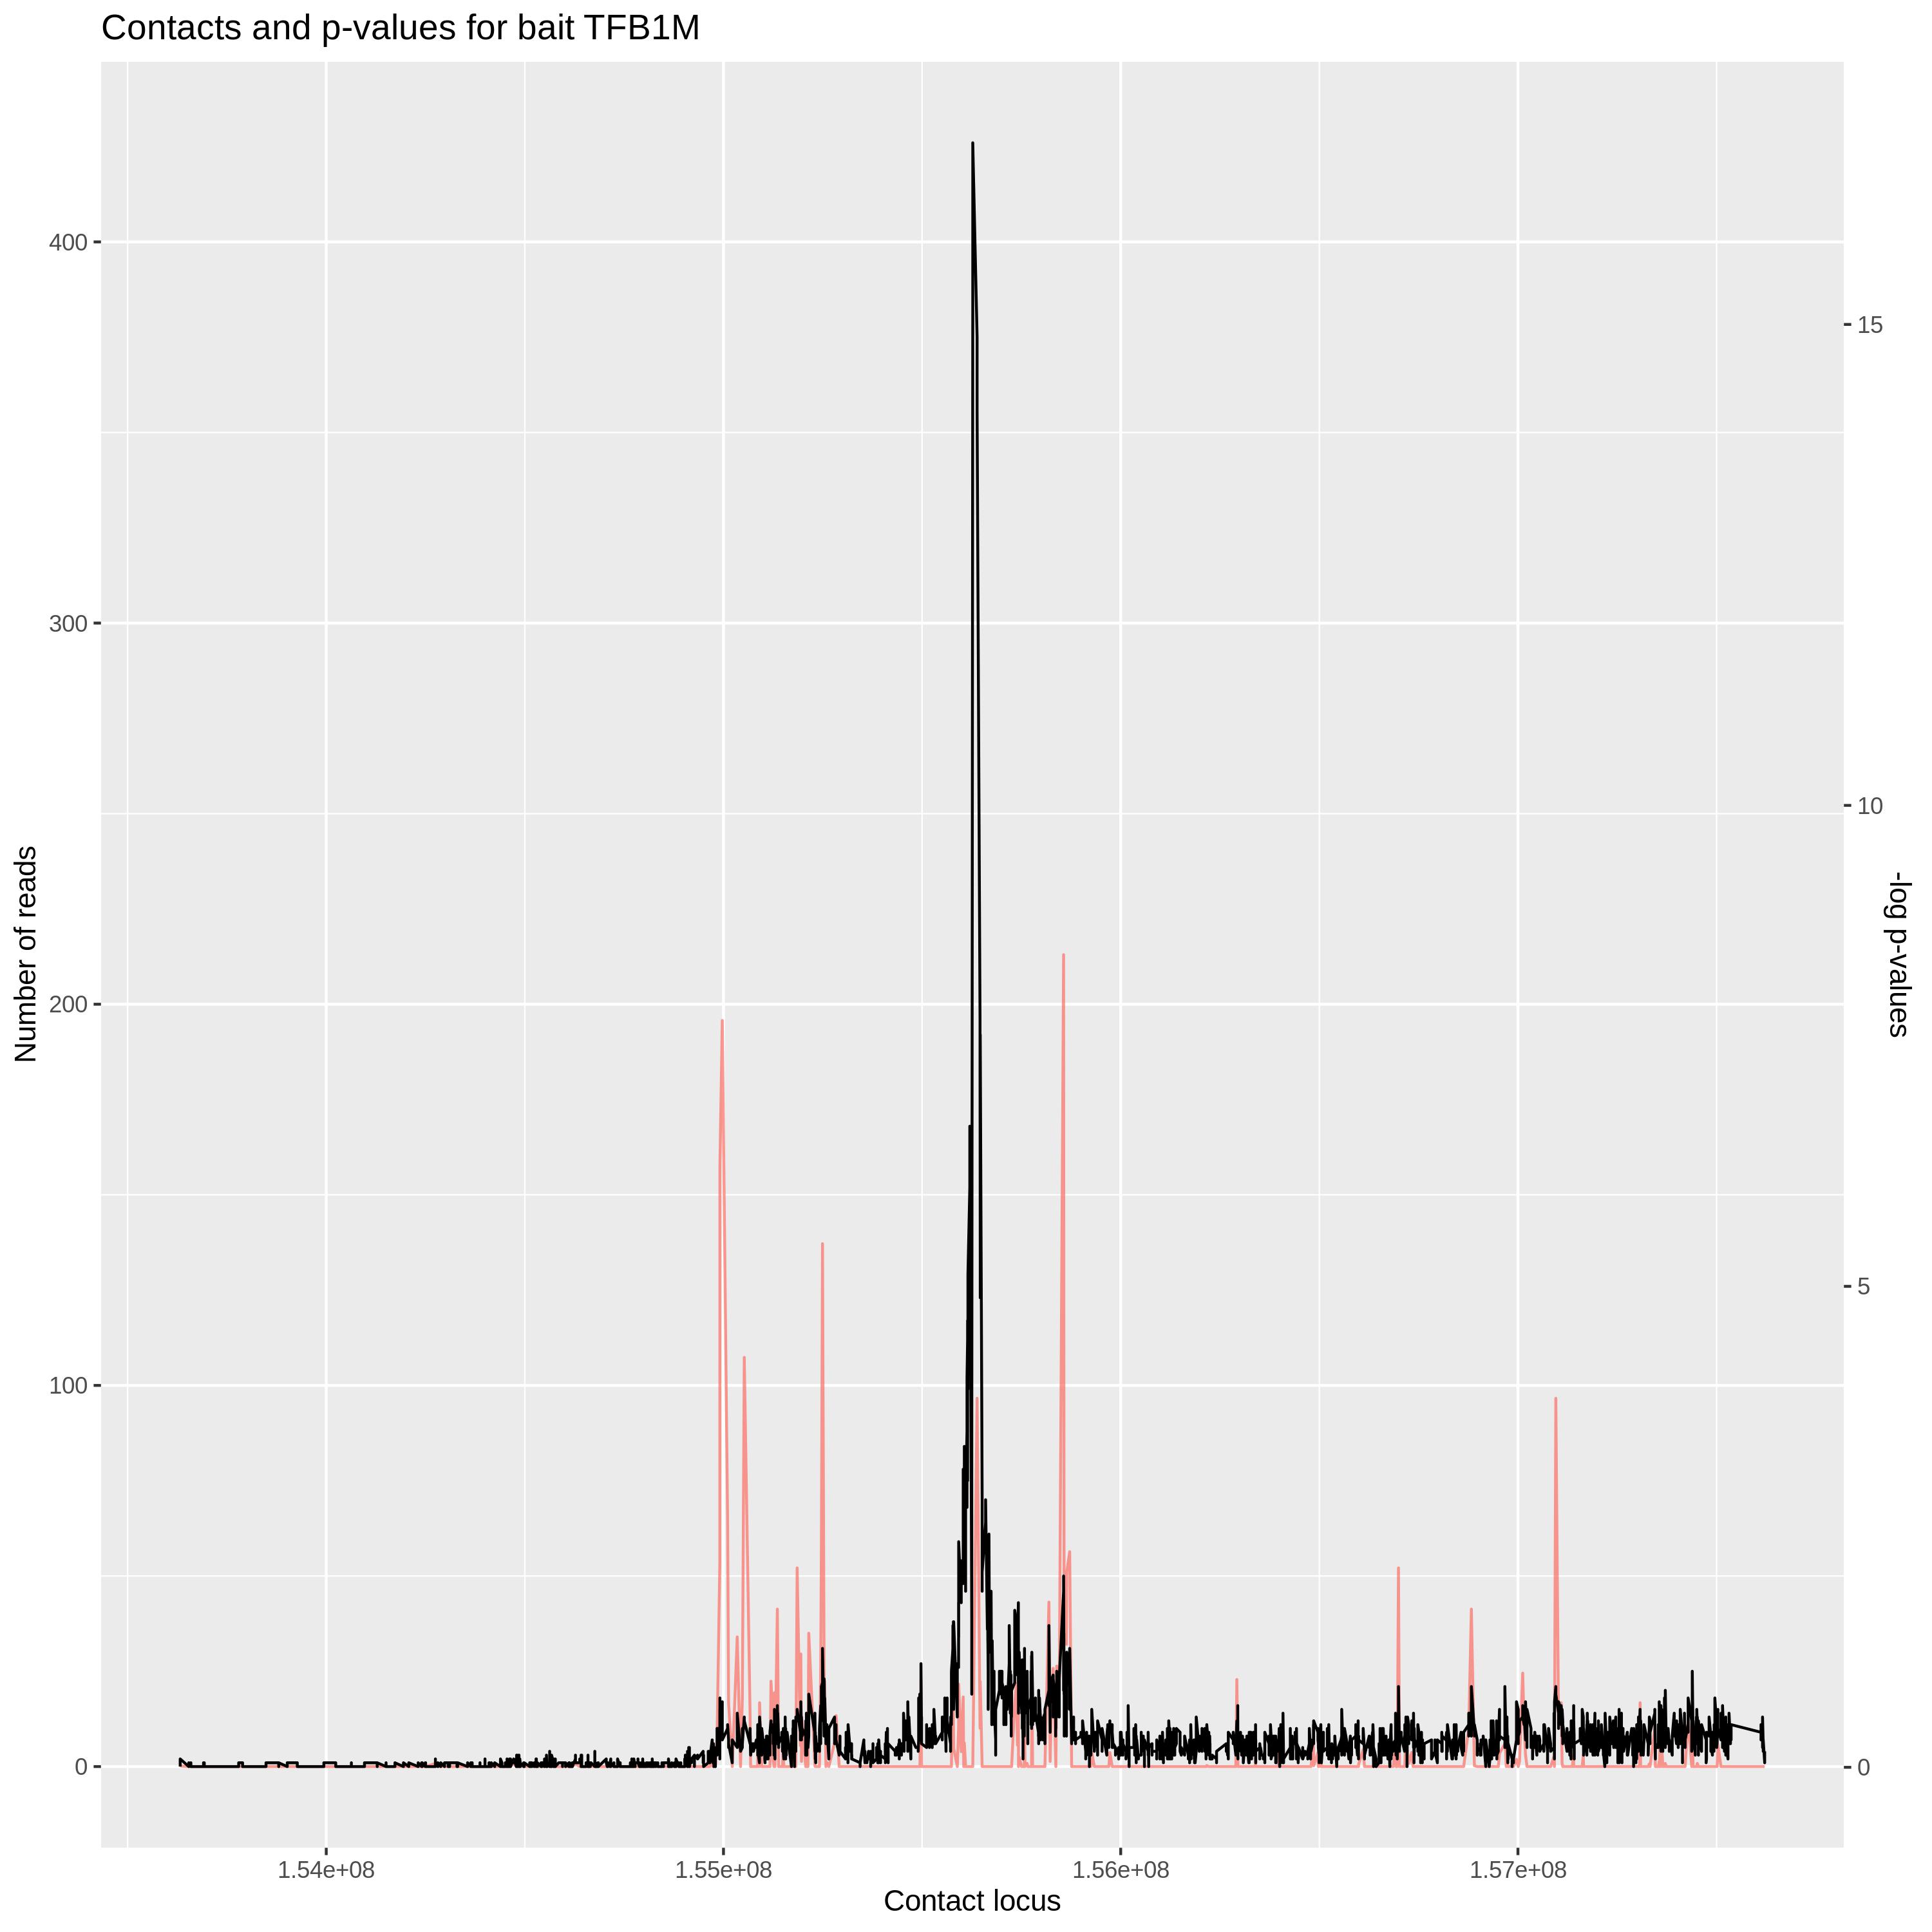 Contacts and p-values for bait TFB1M
400
300
200
100
0
Number of reads
15
10
5
0
-log p-values
1.54e+08
1.55e+08
1.56e+08
1.57e+08
Contact locus